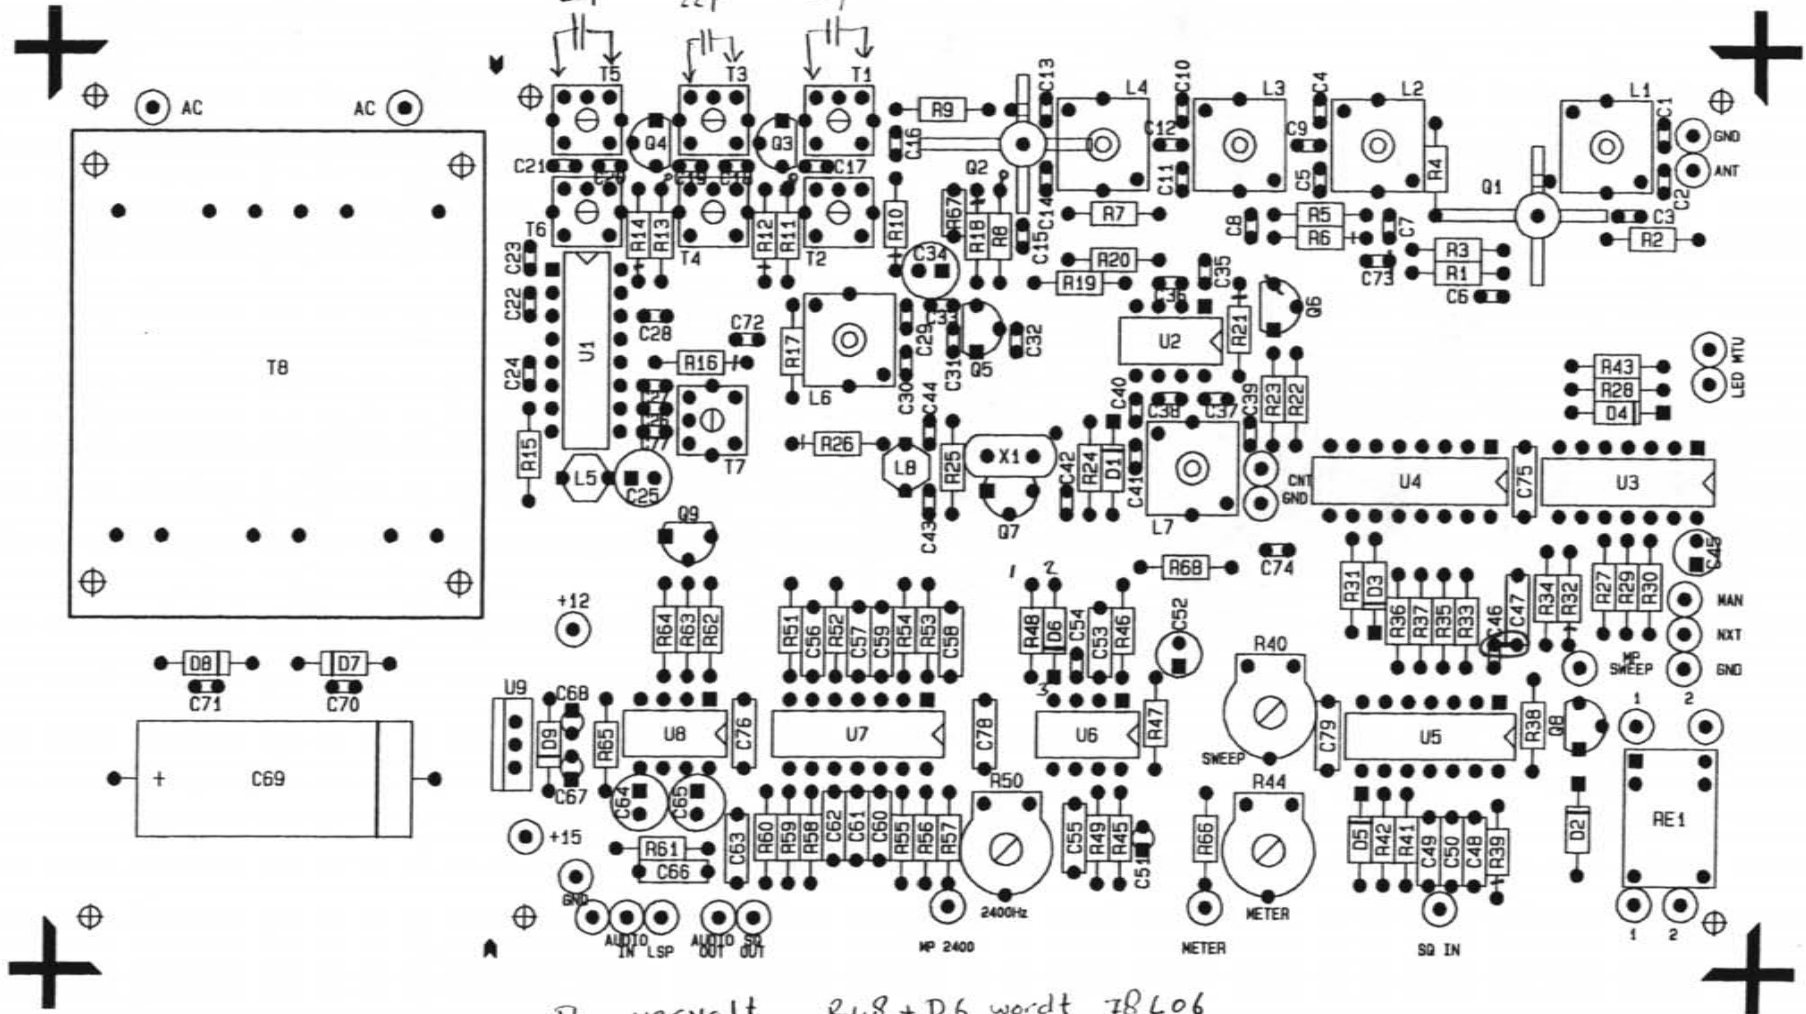 T5 T3 T1 C13 C10 C4 L4 L3 L2 L1 C1
AC AC R9 GND
Q4 Q3 C16 Q2 C12 C9 R4 ANT
C21 C20 C19 C18 C17 C14 C11 C5 Q1 C2
T6 R14 R13 T4 R12 R11 T2 R10 R67 R18 R8 C15 R7 C8 R5 R6 C7 C3 R2
C23 C34 R20 R19 C35 C73 R3 R1 C6
C22 C28 C72 C33 C36 R21 Q6
T8 U1 R16 R17 L6 C29 C31 Q5 C32 U2 LED MTU
C24 C30 C44 C40 C38 C37 C39 R23 R22 R43 R28 D4
R15 C77 T7 R26 L8 R25 X1 C42 R24 D1 C41 L7 CNT GND U4 C75 U3
L5 C25 Q9 C43 Q7 C45
1 2 R68 C74
+12 R64 R63 R62 R51 C56 R52 C57 C59 R54 R53 C58 R48 D6 C54 C53 R46 C52 R31 D3 R36 R37 R35 R33 C46 C47 R34 R32 R27 R29 R30 MAN
NXT
D8 D7 R40 MP SWEEP GND
C71 C70 U9 C68 3 1 2
D9 R65 U8 C76 U7 C78 U6 R47 SWEEP C79 U5 R38 Q8
+ C69 C67 R50 R44
C64 C65 RE1
+15 R61 C66 C63 R60 R59 R58 C62 C61 C60 R55 R56 R57 C55 R49 R45 C51 R66 D5 R42 R41 C49 C50 C48 R39 D2
GND 2400Hz METER
AUDIO IN LSP AUDIO OUT SQ OUT MP 2400 METER SQ IN 1 2
R48 + D6 wordt 78L06